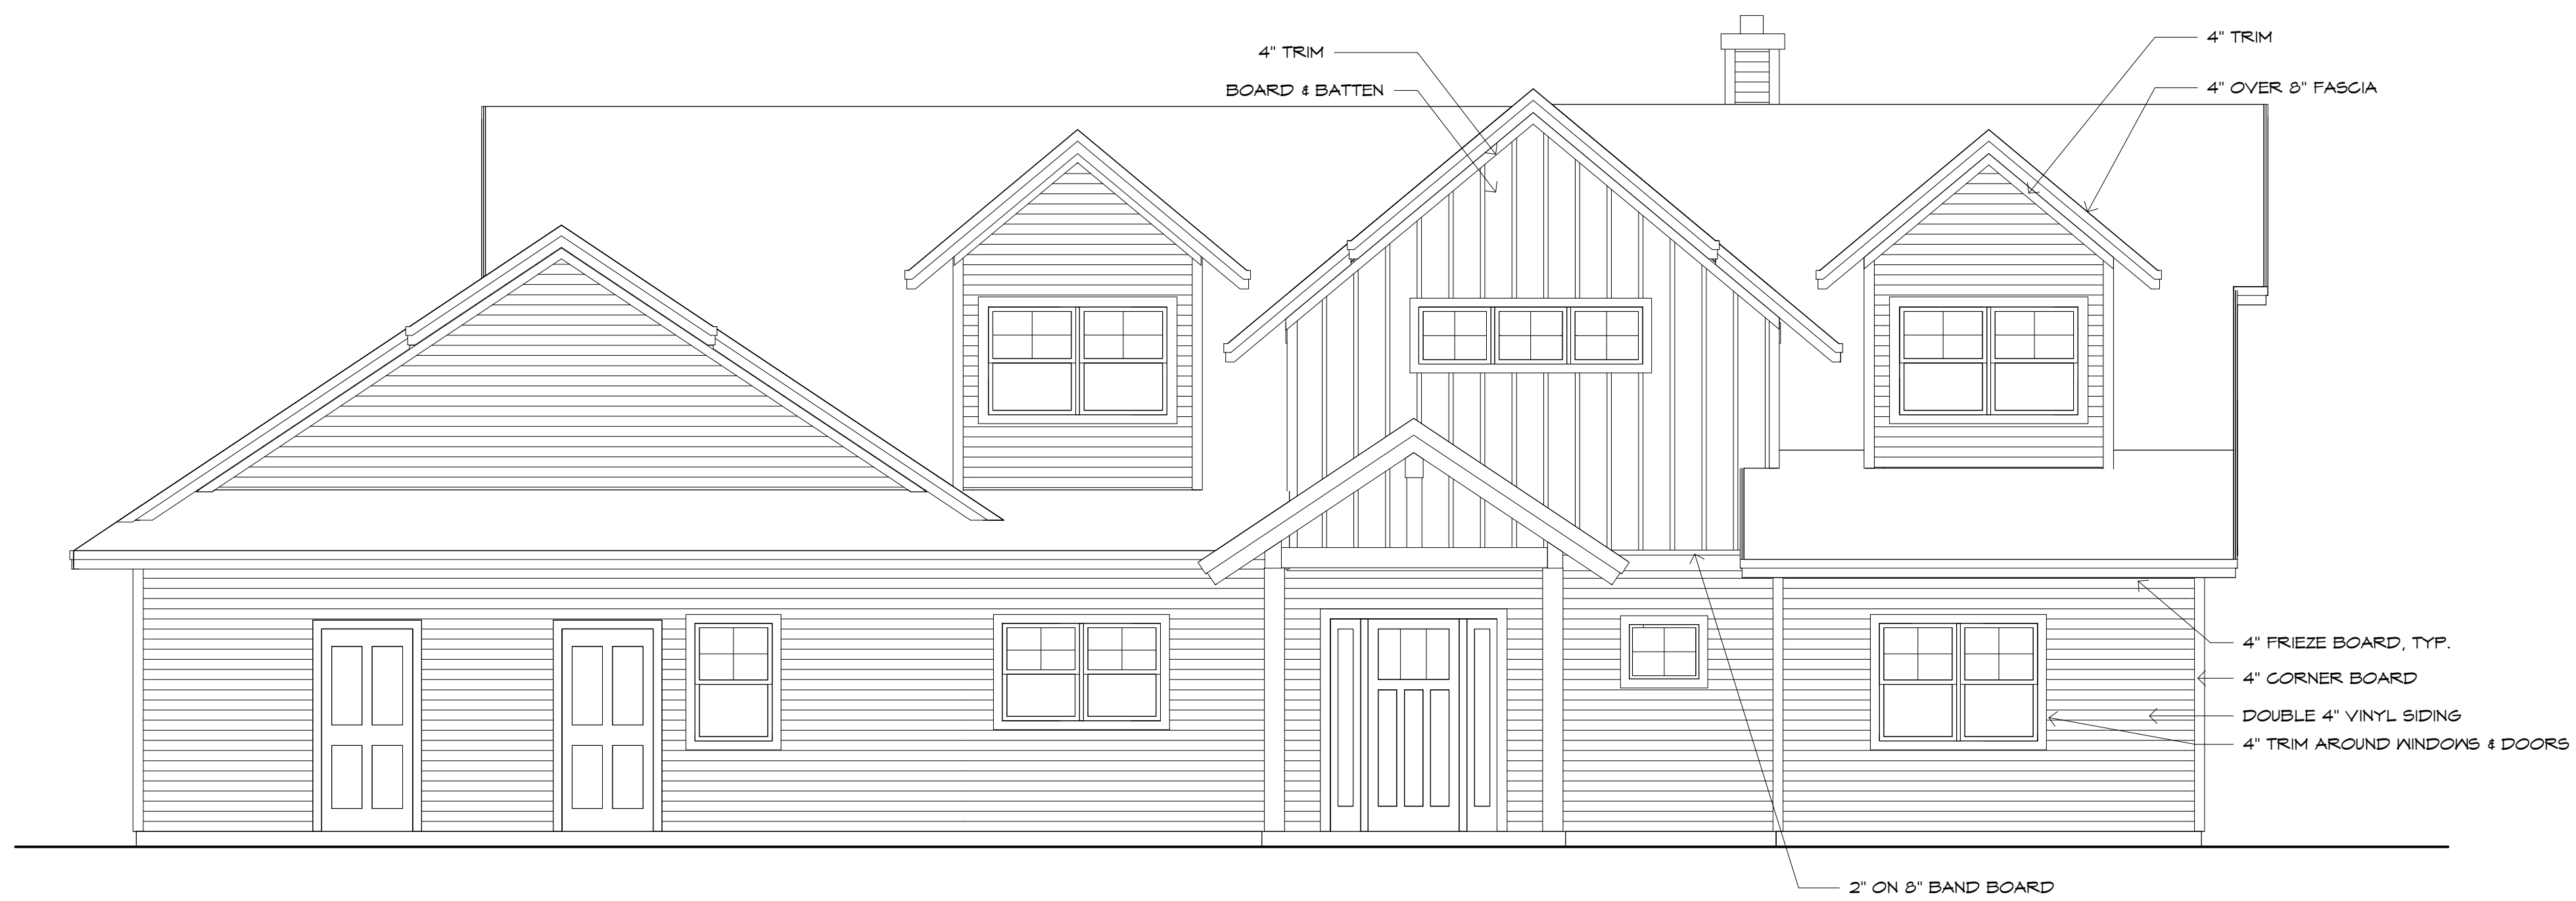 4" TRIM
BOARD & BATTEN
4" TRIM
4" OVER 8" FASCIA
4" FRIEZE BOARD, TYP.
4" CORNER BOARD
DOUBLE 4" VINYL SIDING
4" TRIM AROUND WINDOWS & DOORS
2" ON 8" BAND BOARD